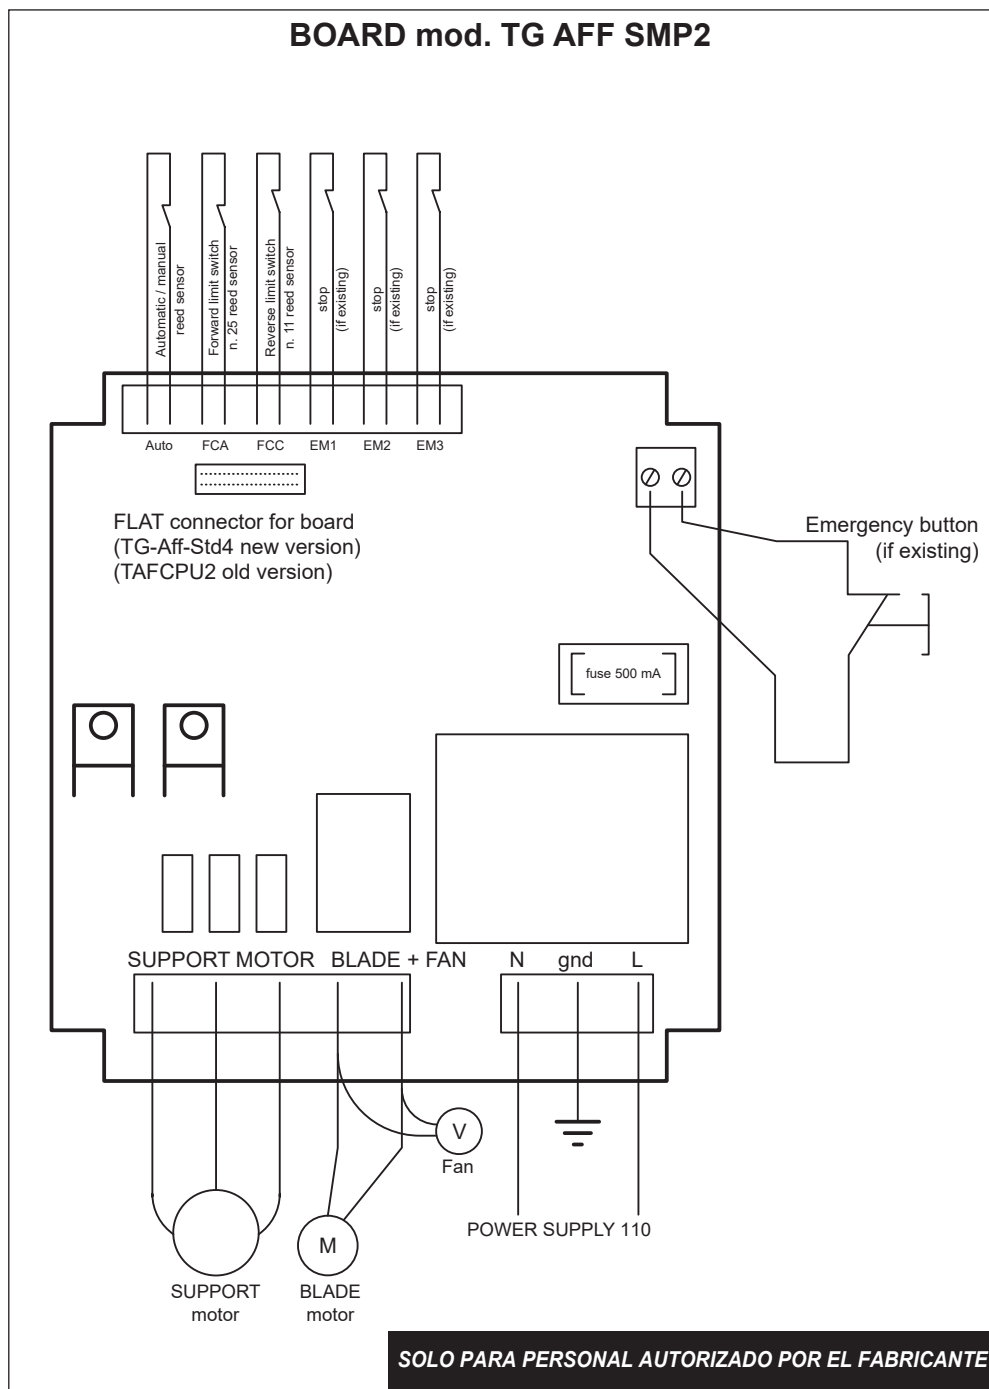 BOARD mod. TG AFF SMP2
Automatic / manual
reed sensor
Forward limit switch
n. 25 reed sensor
Reverse limit switch
n. 11 reed sensor
stop
(if existing)
stop
(if existing)
stop
(if existing)
Auto FCA FCC EM1 EM2 EM3
FLAT connector for board
(TG-Aff-Std4 new version)
(TAFCPU2 old version)
Emergency button
(if existing)
fuse 500 mA
SUPPORT MOTOR BLADE + FAN N gnd L
V
Fan
M
POWER SUPPLY 110
SUPPORT
motor
BLADE
motor
SOLO PARA PERSONAL AUTORIZADO POR EL FABRICANTE